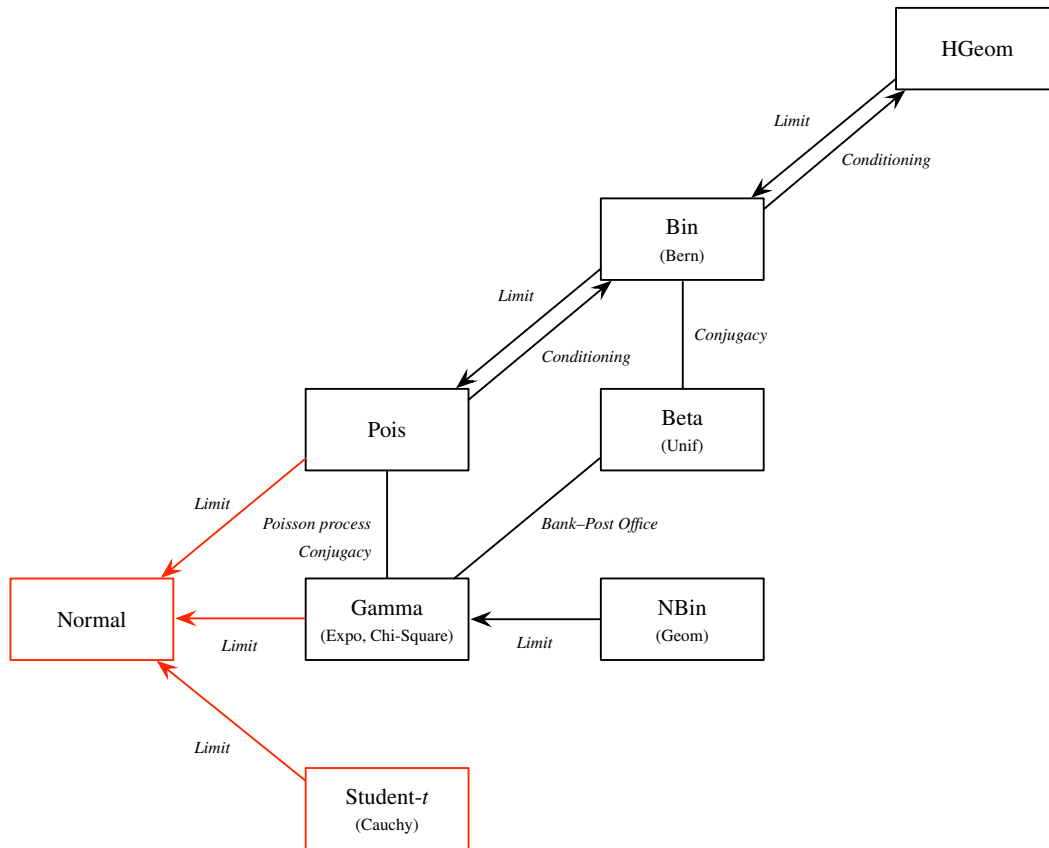 HGeom
Limit
Conditioning
Bin
(Bern)
Limit
Conjugacy
Conditioning
Pois
Beta
(Unif)
Limit
Poisson process
Conjugacy
Bank–Post Office
Normal
Gamma
(Expo, Chi-Square)
NBin
(Geom)
Limit
Limit
Limit
Student-t
(Cauchy)